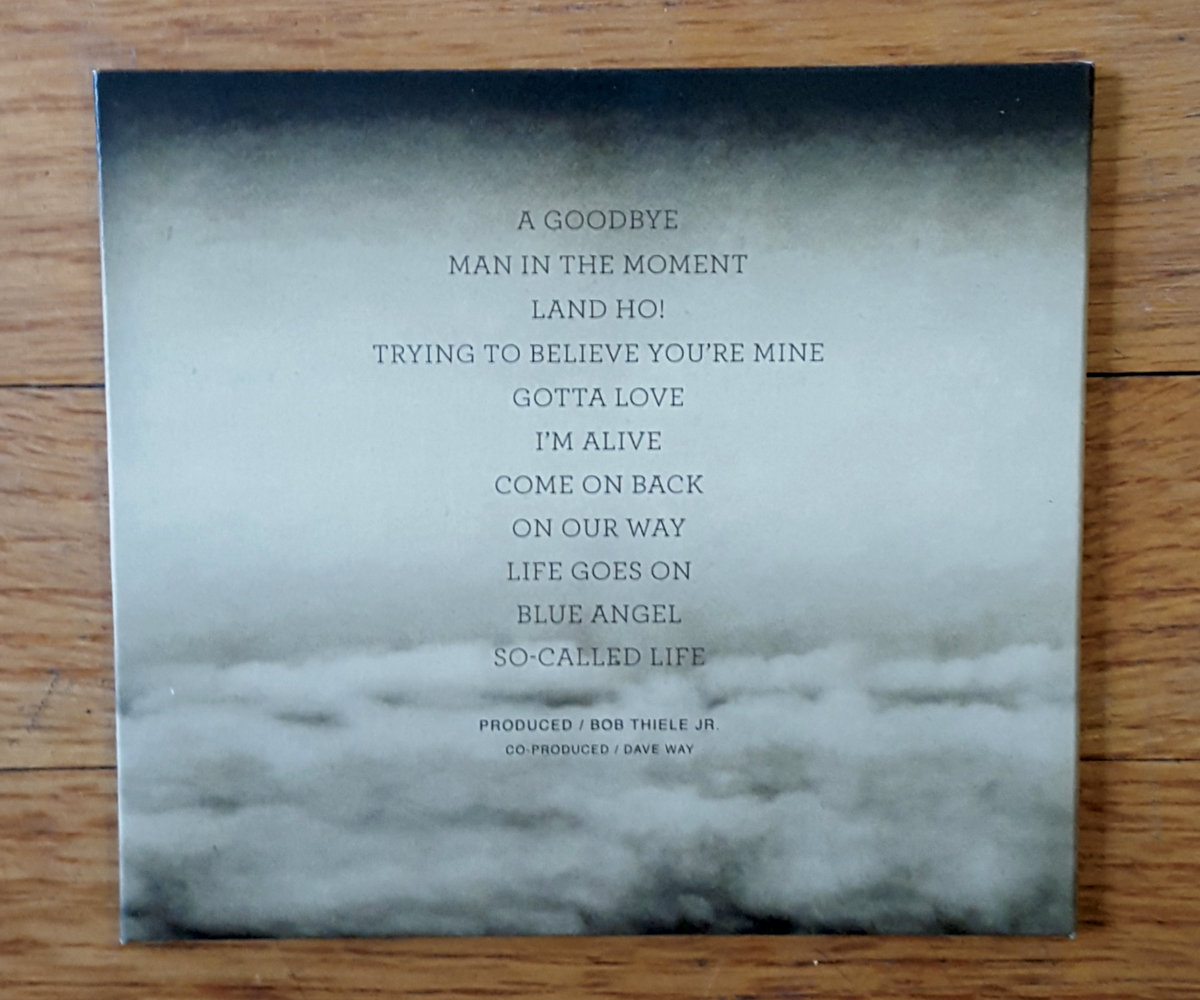 A GOODBYE
MAN IN THE MOMENT
LAND HO!
TRYING TO BELIEVE YOU'RE MINE
GOTTA LOVE
I'M ALIVE
COME ON BACK
ON OUR WAY
LIFE GOES ON
BLUE ANGEL
SO-CALLED LIFE
PRODUCED / BOB THIELE JR.
CO-PRODUCED / DAVE WAY